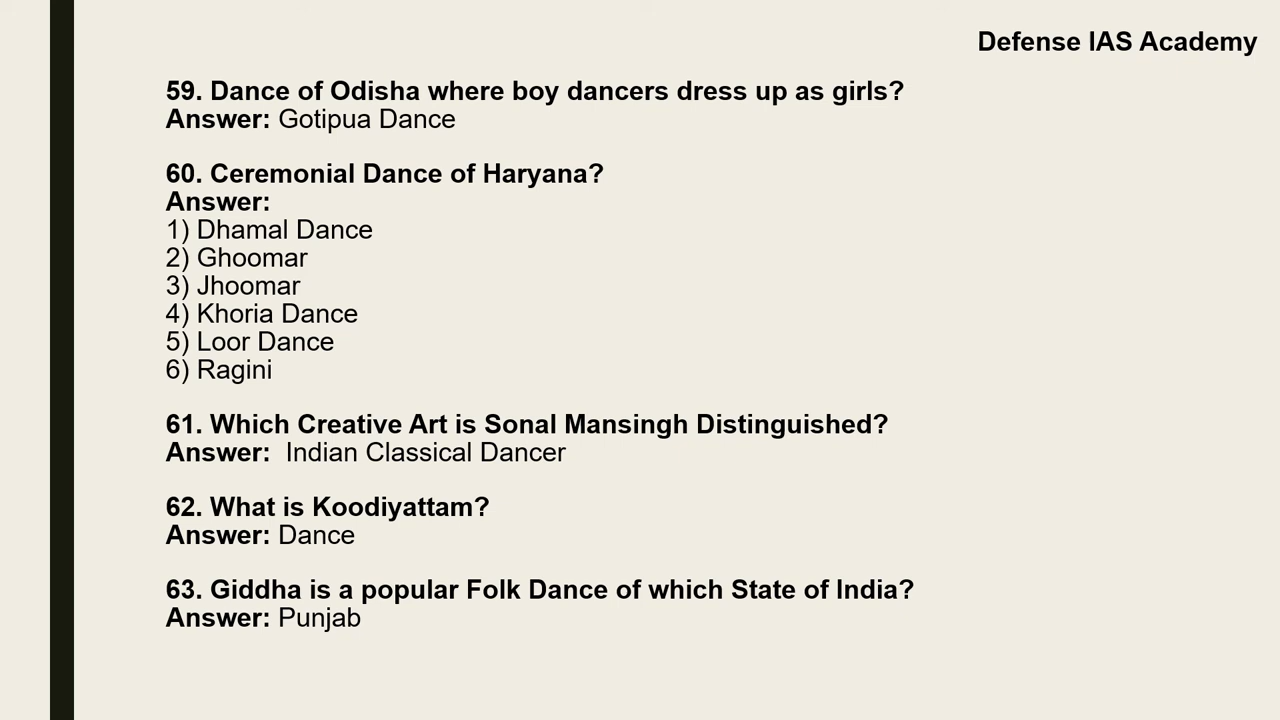 Defense IAS Academy
59. Dance of Odisha where boy dancers dress up as girls?
Answer: Gotipua Dance
60. Ceremonial Dance of Haryana?
Answer:
1) Dhamal Dance
2) Ghoomar
3) Jhoomar
4) Khoria Dance
5) Loor Dance
6) Ragini
61. Which Creative Art is Sonal Mansingh Distinguished?
Answer:  Indian Classical Dancer
62. What is Koodiyattam?
Answer: Dance
63. Giddha is a popular Folk Dance of which State of India?
Answer: Punjab